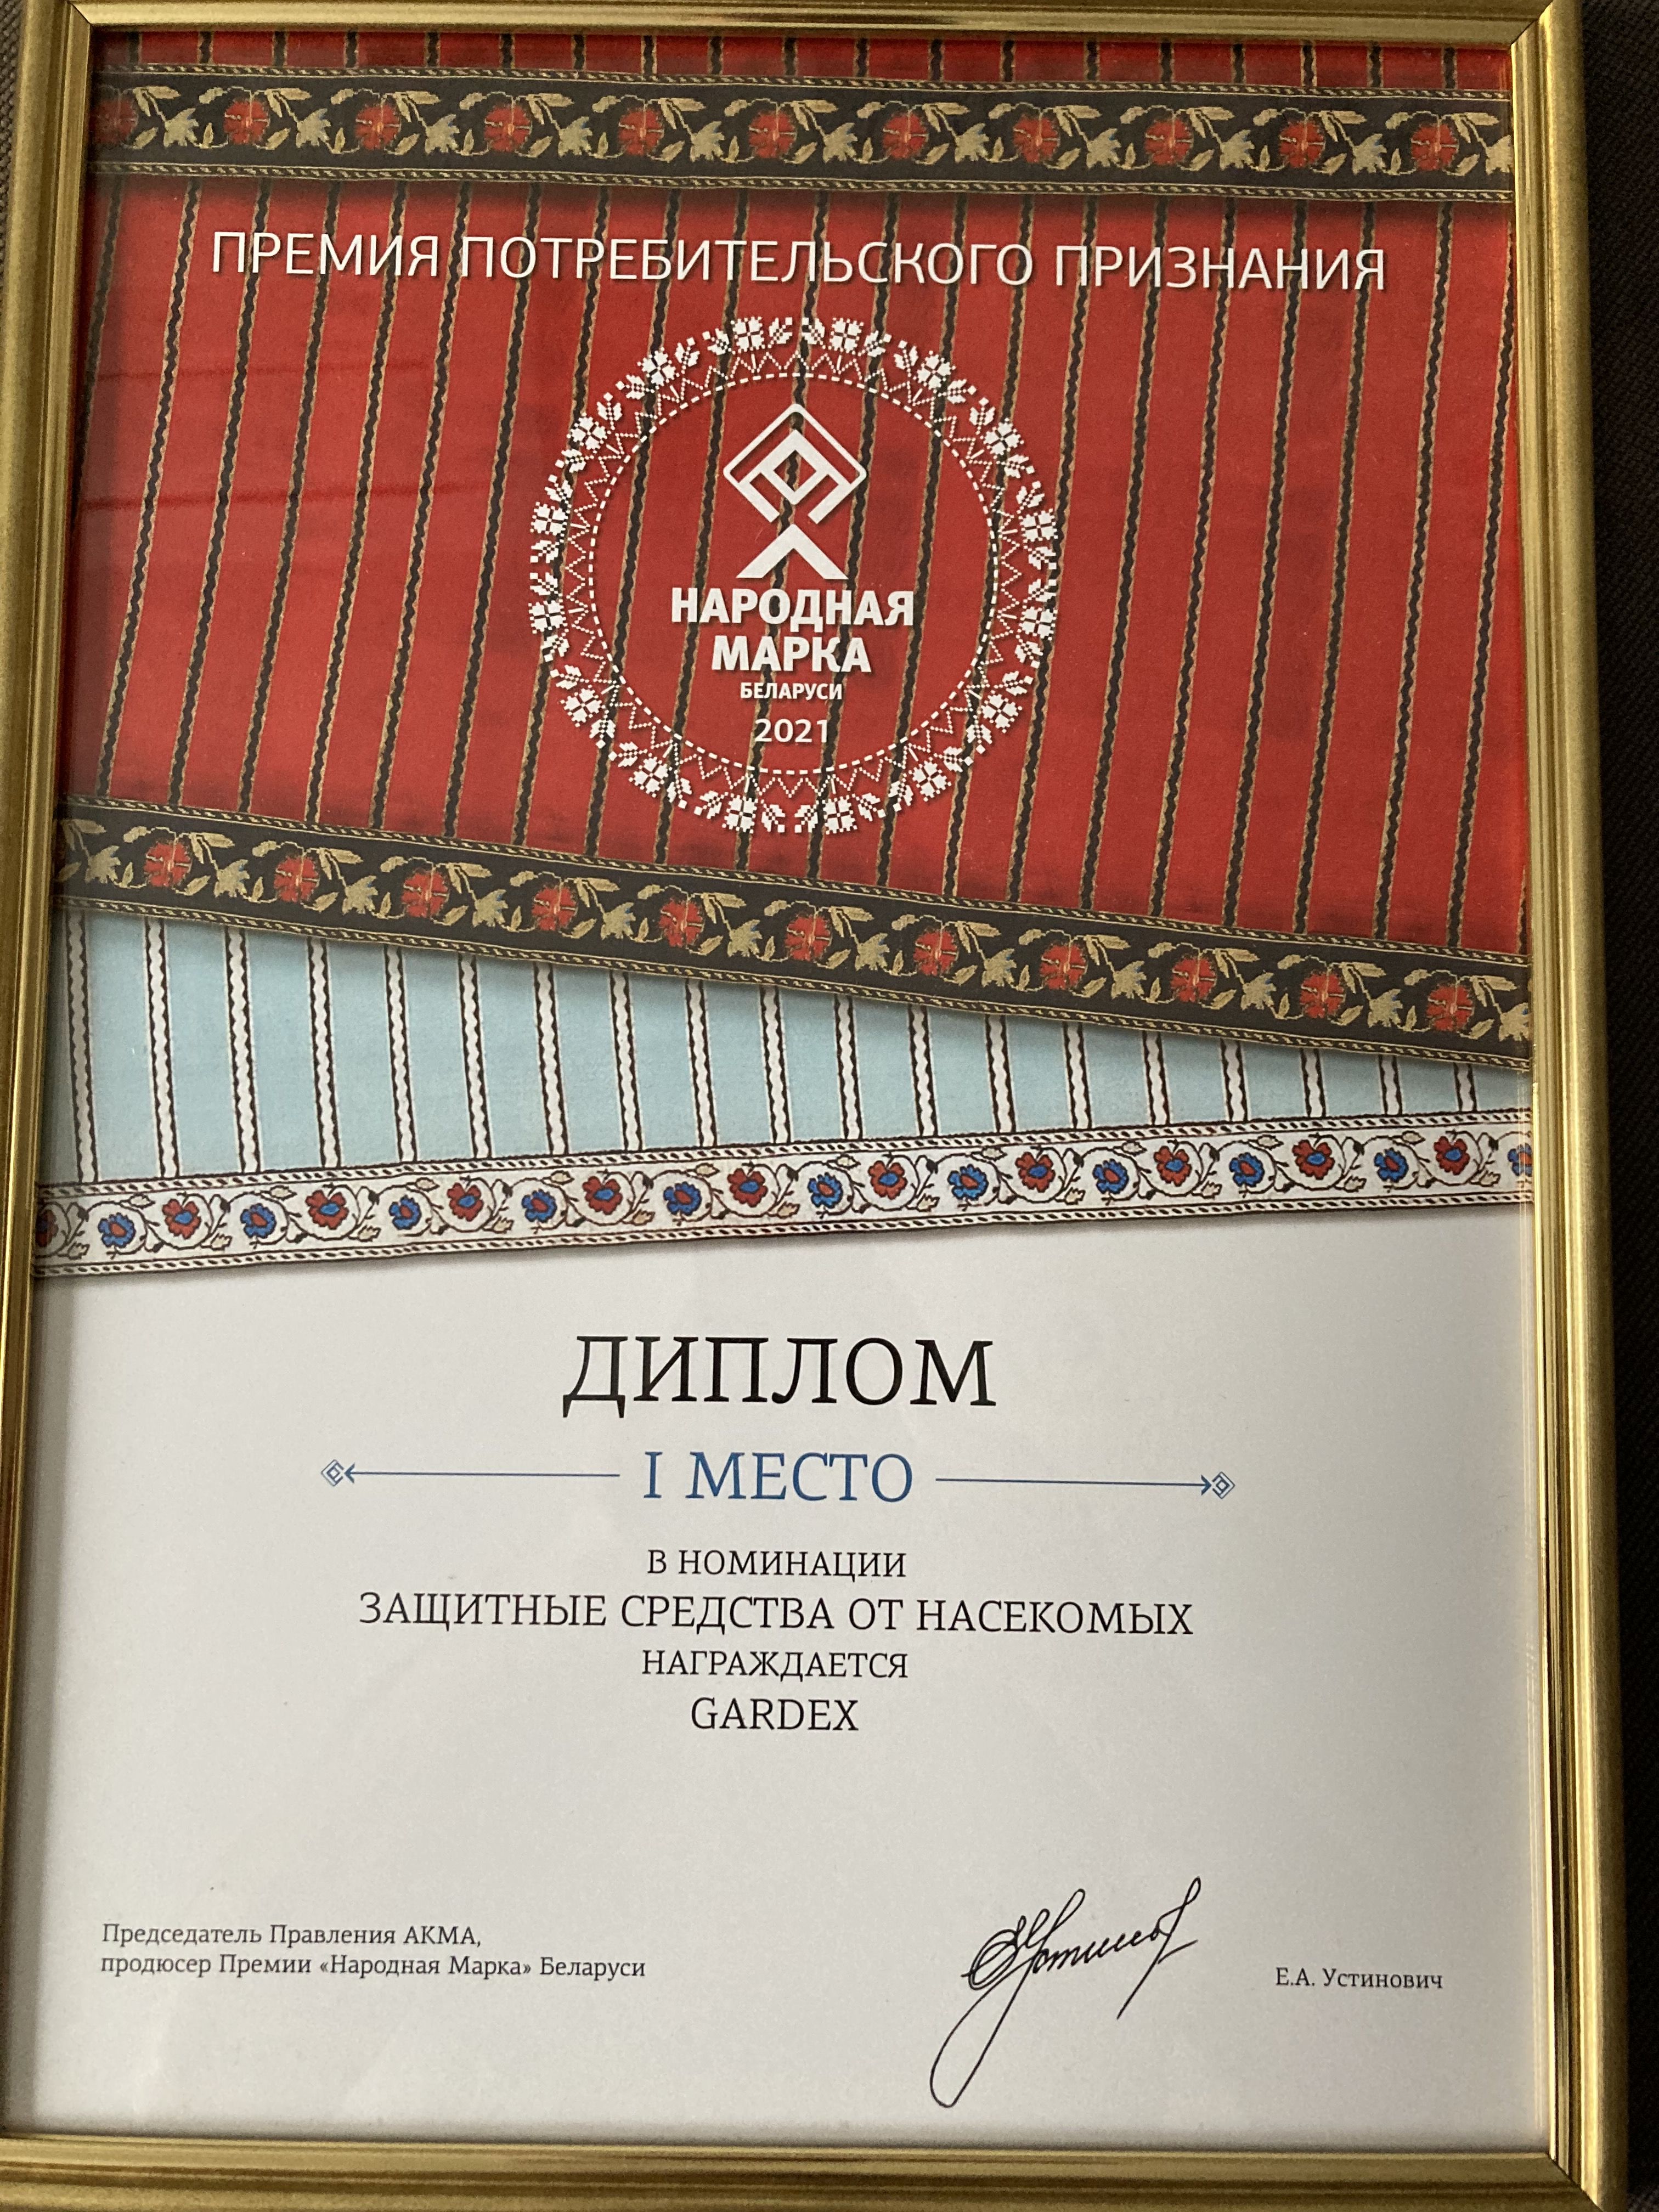 ПРЕМИЯ ПОТРЕБИТЕЛЬСКОГО ПРИЗНАНИЯ
НАРОДНАЯ
МАРКА
БЕЛАРУСИ
2021
ДИПЛОМ
I МЕСТО
В НОМИНАЦИИ
ЗАЩИТНЫЕ СРЕДСТВА ОТ НАСЕКОМЫХ
НАГРАЖДАЕТСЯ
GARDEX
Председатель Правления АКМА,
продюсер Премии «Народная Марка» Беларуси
Е.А. Устинович